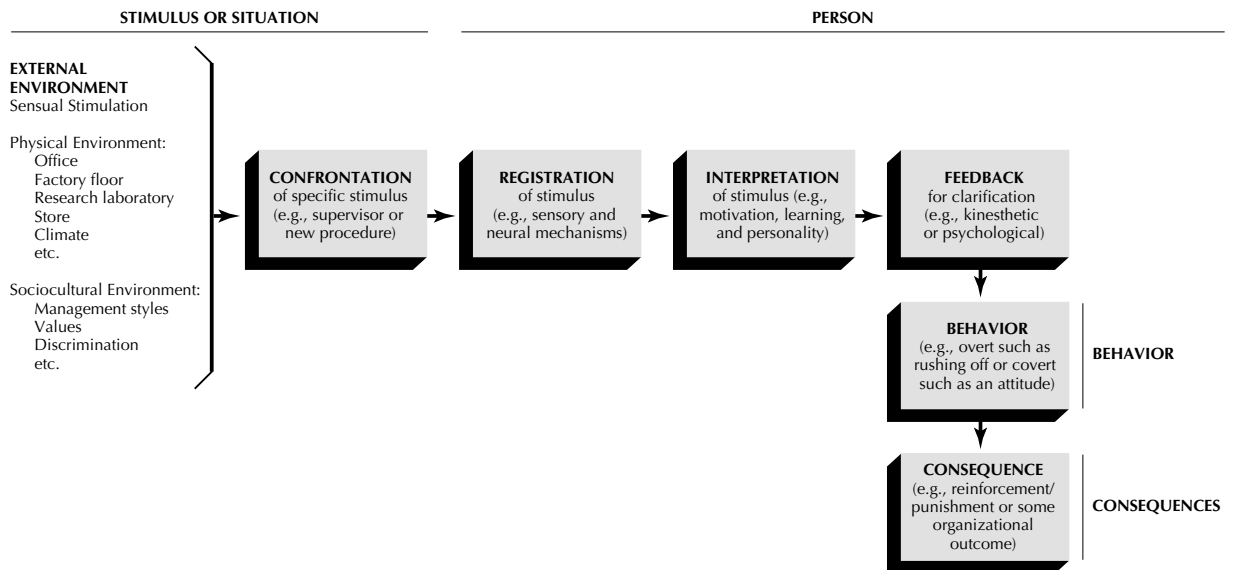 STIMULUS OR SITUATION
PERSON
EXTERNAL
ENVIRONMENT
Sensual Stimulation
Physical Environment:
Office
Factory floor
Research laboratory
Store
Climate
etc.
Sociocultural Environment:
Management styles
Values
Discrimination
etc.
CONFRONTATION
of specific stimulus
(e.g., supervisor or
new procedure)
REGISTRATION
of stimulus
(e.g., sensory and
neural mechanisms)
INTERPRETATION
of stimulus (e.g.,
motivation, learning,
and personality)
FEEDBACK
for clarification
(e.g., kinesthetic
or psychological)
BEHAVIOR
(e.g., overt such as
rushing off or covert
such as an attitude)
BEHAVIOR
CONSEQUENCE
(e.g., reinforcement/
punishment or some
organizational
outcome)
CONSEQUENCES